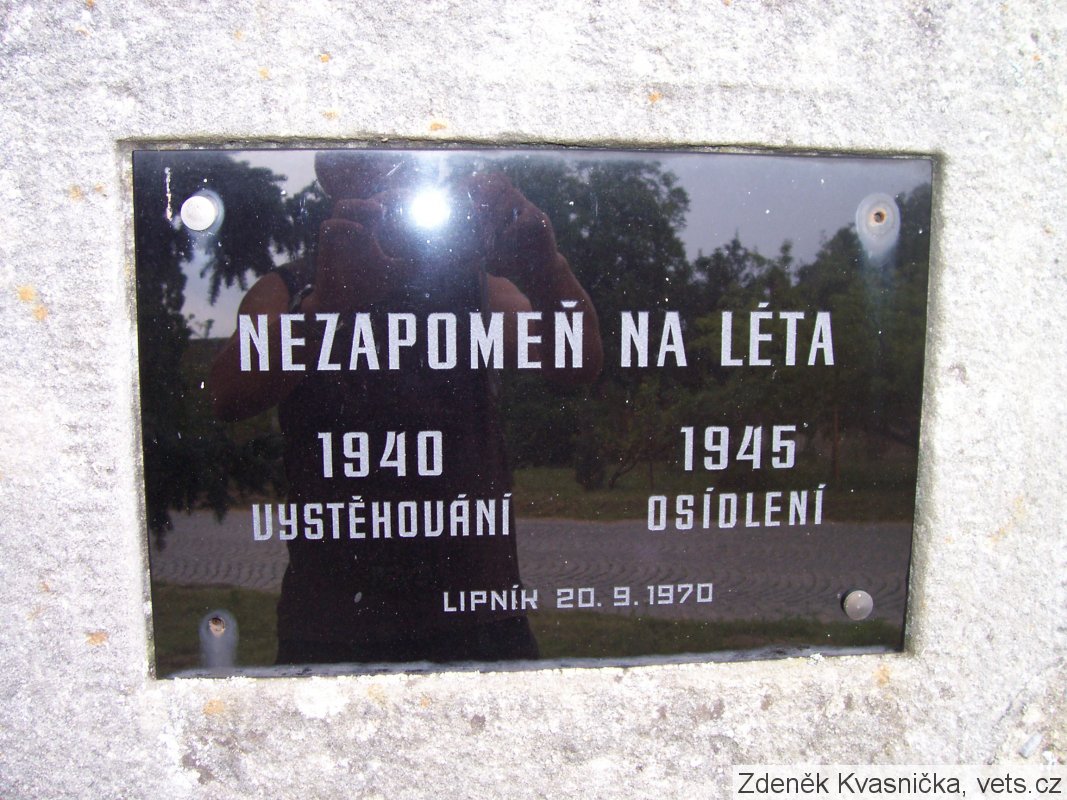 NEZAPOMEŇ NA LÉTA
1940 1945
VYSTĚHOVÁNÍ OSÍDLENÍ
LIPNÍK 20. 9. 1970
Zdeněk Kvasnička, vets.cz